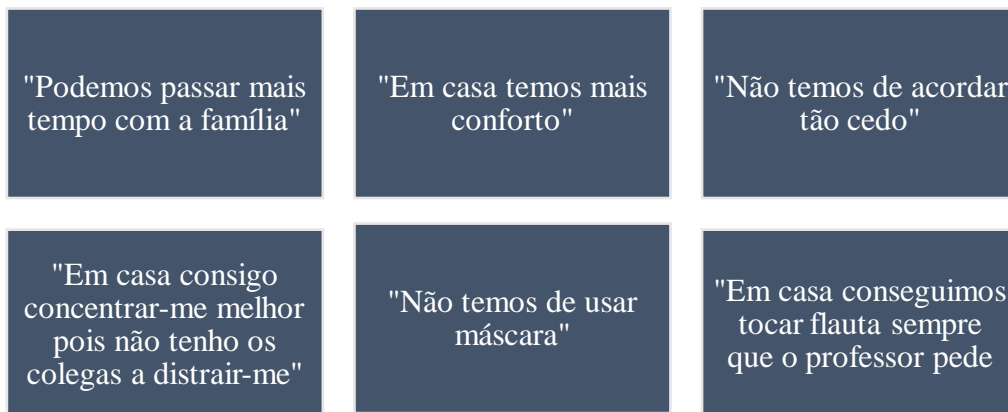 "Podemos passar mais
tempo com a família"
"Em casa temos mais
conforto"
"Não temos de acordar
tão cedo"
"Em casa consigo
concentrar-me melhor
pois não tenho os
colegas a distrair-me"
"Não temos de usar
máscara"
"Em casa conseguimos
tocar flauta sempre
que o professor pede